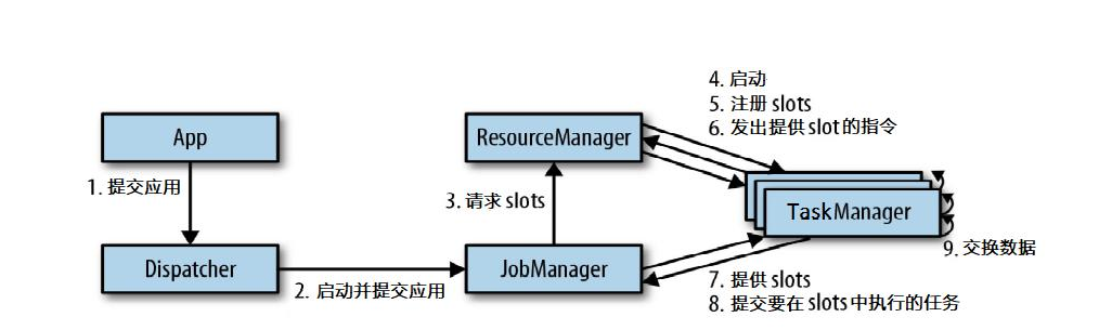 4. 启动
5. 注册 slots
6. 发出提供 slot 的指令
App
ResourceManager
1. 提交应用
3. 请求 slots
TaskManager
9. 交换数据
Dispatcher
JobManager
2. 启动并提交应用
7. 提供 slots
8. 提交要在 slots 中执行的任务